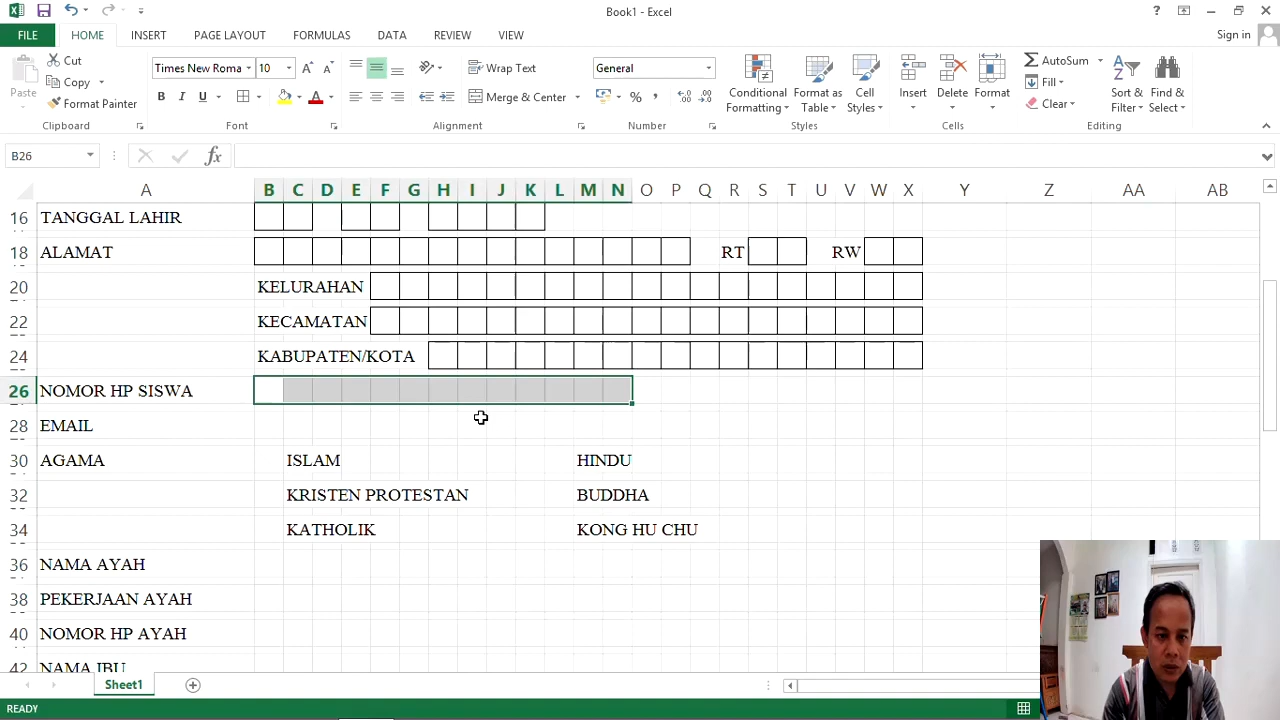 Book1 - Excel
?
FILE HOME INSERT PAGE LAYOUT FORMULAS DATA REVIEW VIEW Sign in
Paste
Cut
Copy
Format Painter
Clipboard
Times New Roma 10
B I U
A
Font
Wrap Text
Merge & Center
Alignment
General
%
Number
Conditional Formatting
Format as Table
Cell Styles
Styles
Insert
Delete
Format
Cells
AutoSum
Fill
Clear
Sort & Filter
Find & Select
Editing
B26
fx
A B C D E F G H I J K L M N O P Q R S T U V W X Y Z AA AB
16 TANGGAL LAHIR
18 ALAMAT RT RW
20 KELURAHAN
22 KECAMATAN
24 KABUPATEN/KOTA
26 NOMOR HP SISWA
28 EMAIL
30 AGAMA ISLAM HINDU
32 KRISTEN PROTESTAN BUDDHA
34 KATHOLIK KONG HU CHU
36 NAMA AYAH
38 PEKERJAAN AYAH
40 NOMOR HP AYAH
42 NAMA IBU
Sheet1
READY